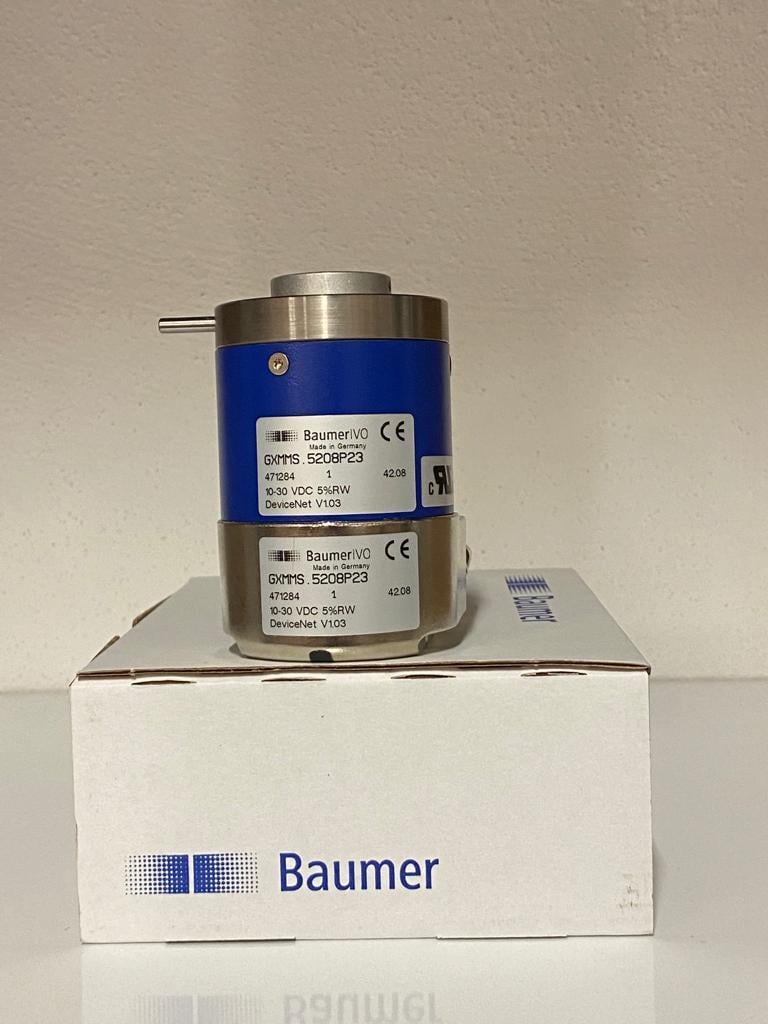 BaumerIVO CE
Made in Germany
GXMMS.5208P23
471284 1 42.08
10-30 VDC 5%RW
DeviceNet V1.03
c RU
BaumerIVO CE
Made in Germany
GXMMS.5208P23
471284 1 42.08
10-30 VDC 5%RW
DeviceNet V1.03
Baumer
Baumer